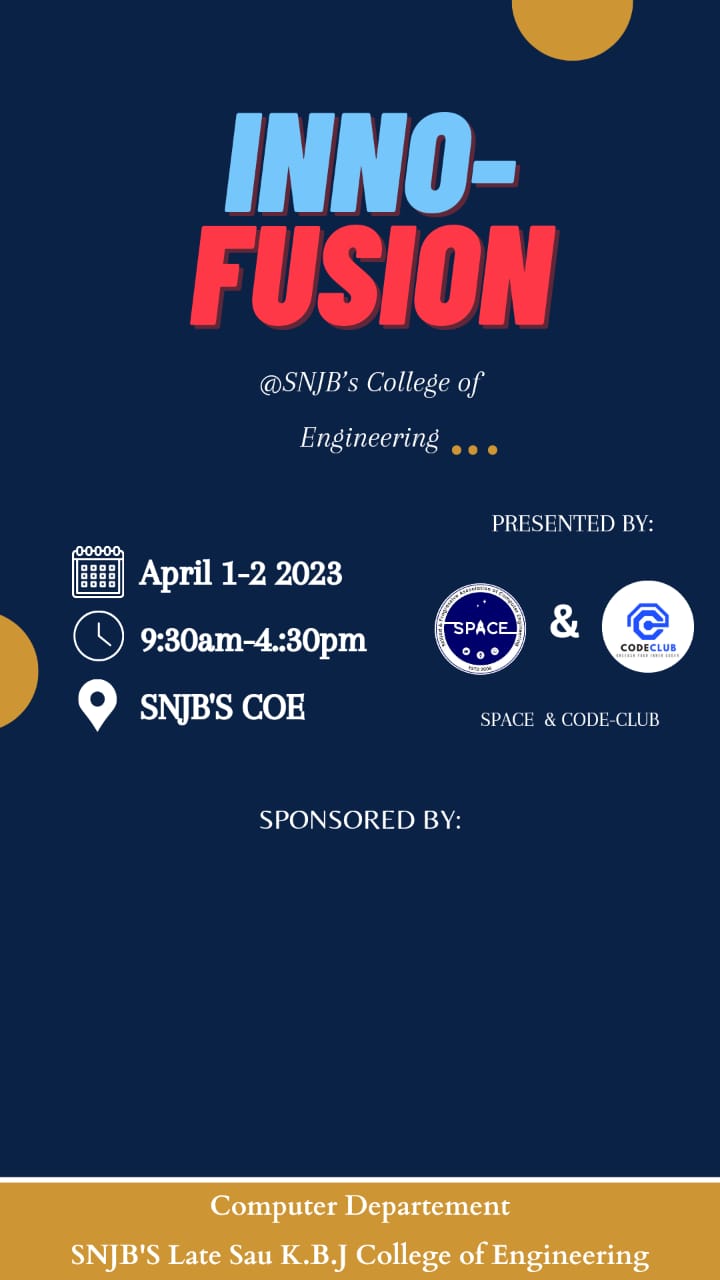 INNO-
FUSION
@SNJB's College of
Engineering ...
April 1-2 2023
9:30am-4.:30pm
SNJB'S COE
PRESENTED BY:
SPACE
&
CODECLUB
SPACE & CODE-CLUB
SPONSORED BY:
Computer Departement
SNJB'S Late Sau K.B.J College of Engineering